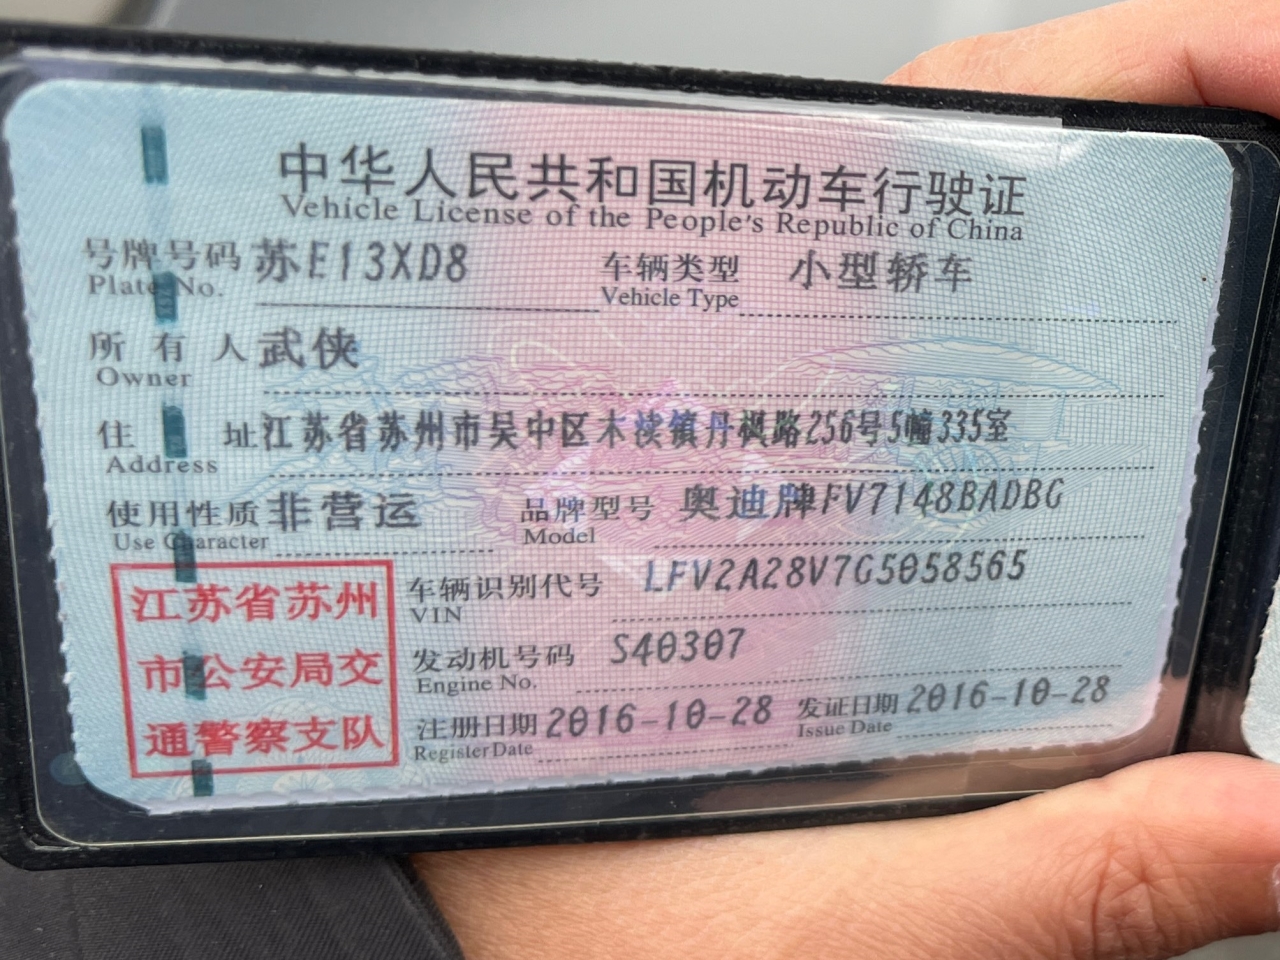 中华人民共和国机动车行驶证
Vehicle License of the People's Republic of China
号牌号码 苏E13XD8 车辆类型 小型轿车
Plate No. Vehicle Type
所有人 武侠
Owner
住址 江苏省苏州市吴中区木渎镇丹枫路256号5幢335室
Address
使用性质 非营运 品牌型号 奥迪牌FV7148BADBG
Use Character Model
江苏省苏州
市公安局交
通警察支队
车辆识别代号 LFV2A28V7G5058565
VIN
发动机号码 S40307
Engine No.
注册日期 2016-10-28 发证日期 2016-10-28
Register Date Issue Date